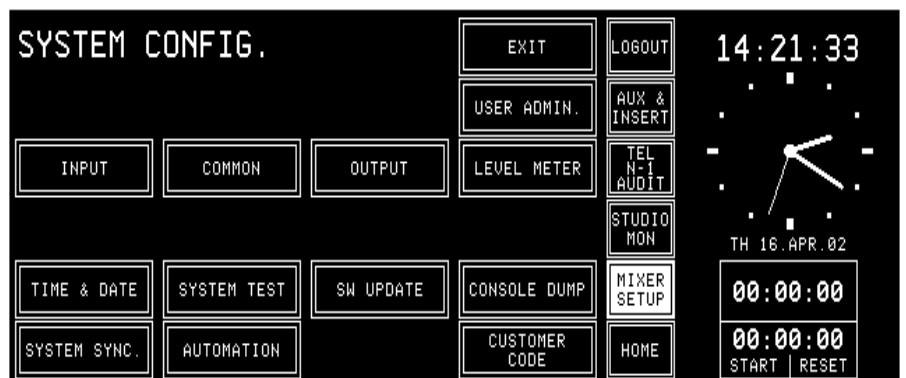 SYSTEM CONFIG.
EXIT
LOGOUT
14:21:33
USER ADMIN.
AUX &
INSERT
INPUT
COMMON
OUTPUT
LEVEL METER
TEL
N-1
AUDIT
STUDIO
MON
TH 16.APR.02
TIME & DATE
SYSTEM TEST
SW UPDATE
CONSOLE DUMP
MIXER
SETUP
00:00:00
SYSTEM SYNC.
AUTOMATION
CUSTOMER
CODE
HOME
00:00:00
START | RESET